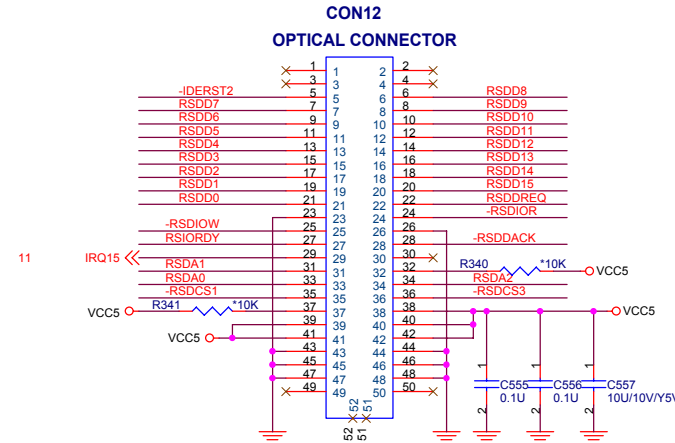 CON12
OPTICAL CONNECTOR
1 1 2 2
3 3 4 4
-IDERST2 5 5 6 6 RSDD8
RSDD7 7 7 8 8 RSDD9
RSDD6 9 9 10 10 RSDD10
RSDD5 11 11 12 12 RSDD11
RSDD4 13 13 14 14 RSDD12
RSDD3 15 15 16 16 RSDD13
RSDD2 17 17 18 18 RSDD14
RSDD1 19 19 20 20 RSDD15
RSDD0 21 21 22 22 RSDDREQ
23 23 24 24 -RSDIOR
-RSDIOW 25 25 26 26
RSIORDY 27 27 28 28 -RSDDACK
11 IRQ15 29 29 30 30
RSDA1 31 31 32 32 R340 *10K VCC5
RSDA0 33 33 34 34 RSDA2
-RSDCS1 35 35 36 36 -RSDCS3
VCC5 R341 *10K 37 37 38 38 VCC5
39 39 40 40
VCC5 41 41 42 42
43 43 44 44
45 45 46 46
47 47 48 48
49 49 50 50
52 51
52 51
1 1 1
C555 C556 C557
0.1U 0.1U 10U/10V/Y5V
2 2 2